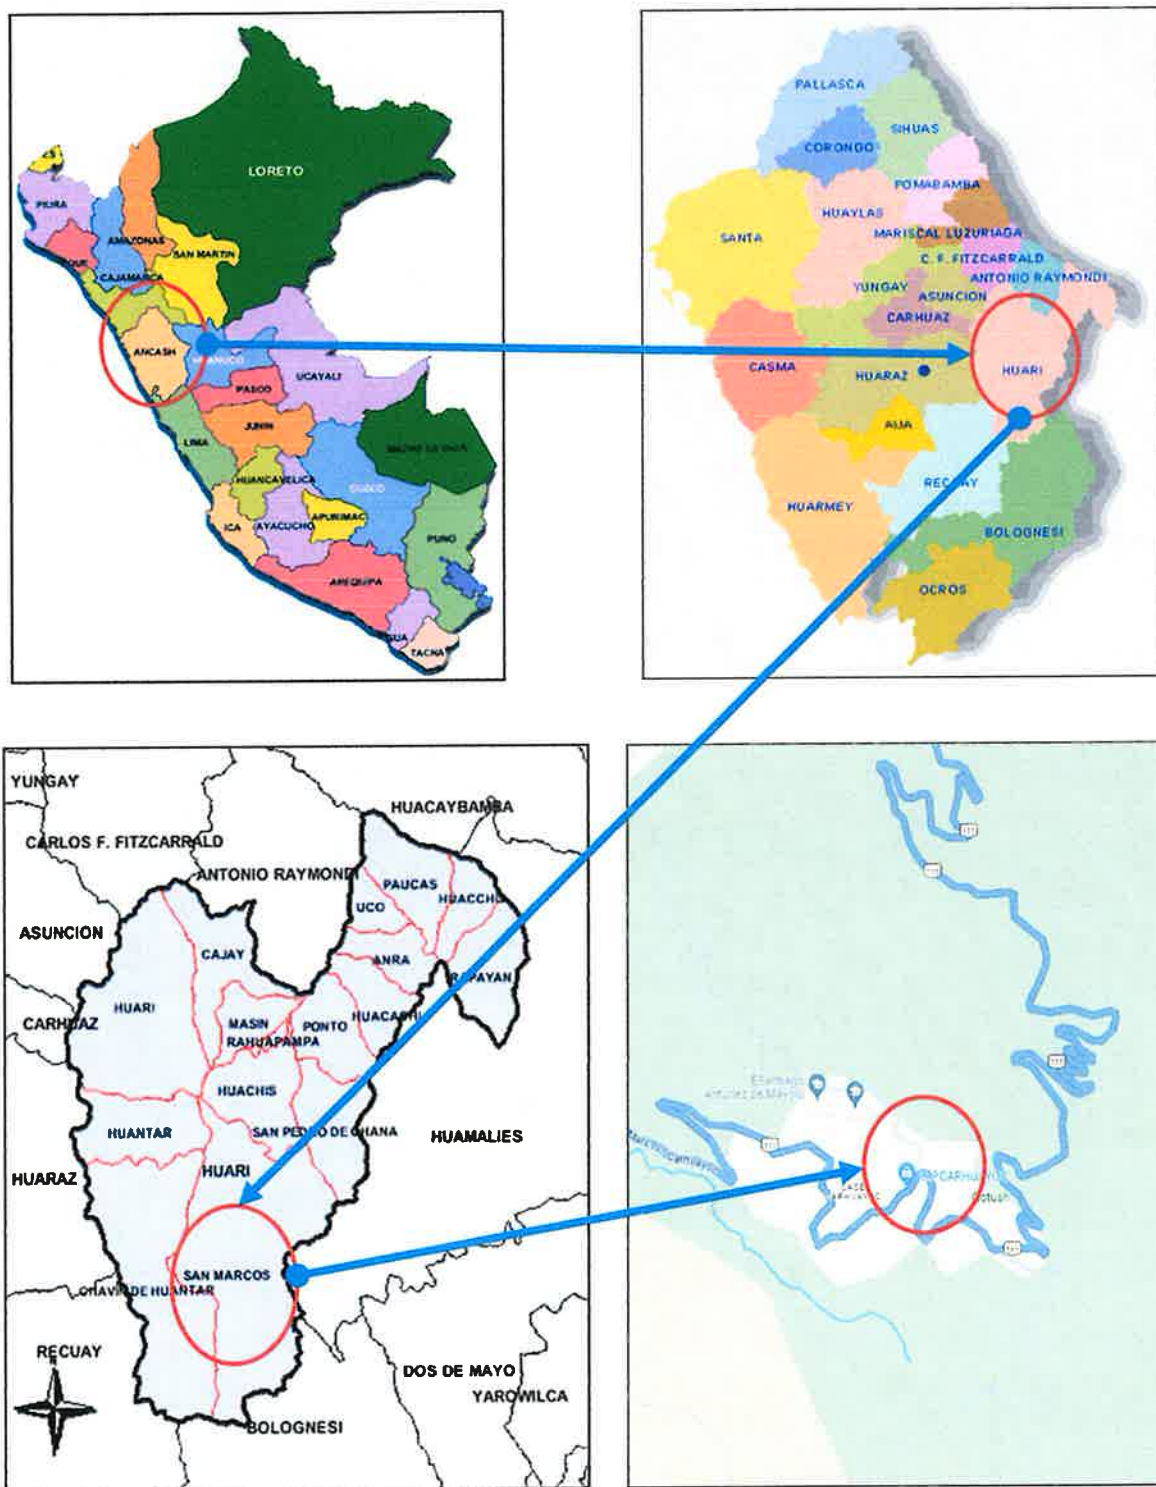 LORETO
PIURA
AMAZONAS
SAN MARTIN
CAJAMARCA
ANCASH
HUANUCO
UCAYALI
PASCO
JUNIN
LIMA
HUANCAVELICA
CUSCO
ICA
AYACUCHO
APURIMAC
PUNO
AREQUIPA
TACNA
PALLASCA
SIHUAS
CORONDO
POMABAMBA
HUAYLAS
SANTA
MARISCAL LUZURIAGA
C. F. FITZCARRALD
ANTONIO RAYMONDI
YUNGAY
ASUNCION
CARHUAZ
CASMA
HUARAZ
HUARI
AIJA
RECUAY
HUARMEY
BOLOGNESI
OCROS
YUNGAY
HUACAYBAMBA
CARLOS F. FITZCARRALD
ANTONIO RAYMONDI
PAUCAS
UCO
ASUNCION
CAJAY
ANRA
RAPAYAN
HUARI
HUACACHI
CARHUAZ
MASIN
PONTO
RAHUAPAMPA
HUACHIS
HUANTAR
SAN PEDRO DE CHANA
HUAMALIES
HUARAZ
HUARI
SAN MARCOS
CHAVIN DE HUANTAR
RECUAY
DOS DE MAYO
YAROWILCA
BOLOGNESI